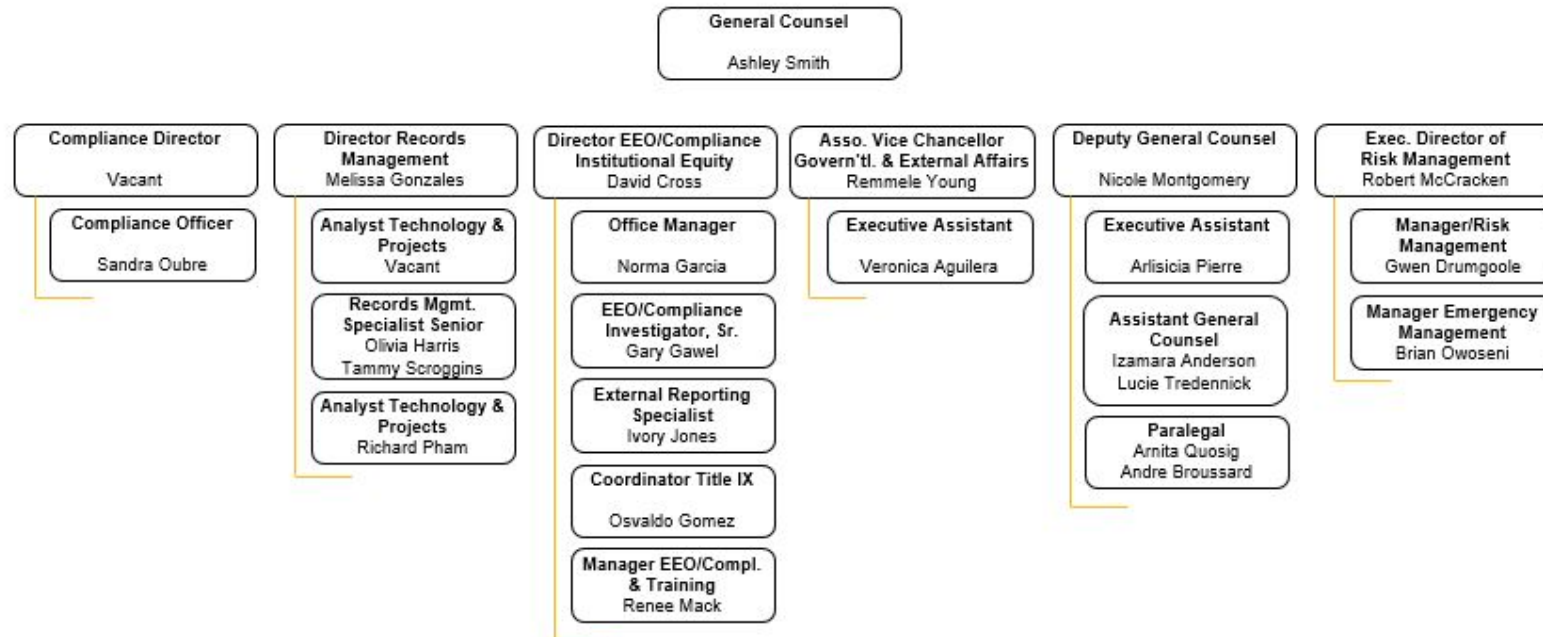 General Counsel
Ashley Smith
Compliance Director
Vacant
Compliance Officer
Sandra Oubre
Director Records
Management
Melissa Gonzales
Analyst Technology &
Projects
Vacant
Records Mgmt.
Specialist Senior
Olivia Harris
Tammy Scroggins
Analyst Technology &
Projects
Richard Pham
Director EEO/Compliance
Institutional Equity
David Cross
Office Manager
Norma Garcia
EEO/Compliance
Investigator, Sr.
Gary Gawel
External Reporting
Specialist
Ivory Jones
Coordinator Title IX
Osvaldo Gomez
Manager EEO/Compl.
& Training
Renee Mack
Asso. Vice Chancellor
Govern'tl. & External Affairs
Remmele Young
Executive Assistant
Veronica Aguilera
Deputy General Counsel
Nicole Montgomery
Executive Assistant
Arlisicia Pierre
Assistant General
Counsel
Izamara Anderson
Lucie Tredennick
Paralegal
Arnita Quosig
Andre Broussard
Exec. Director of
Risk Management
Robert McCracken
Manager/Risk
Management
Gwen Drumgoole
Manager Emergency
Management
Brian Owoseni